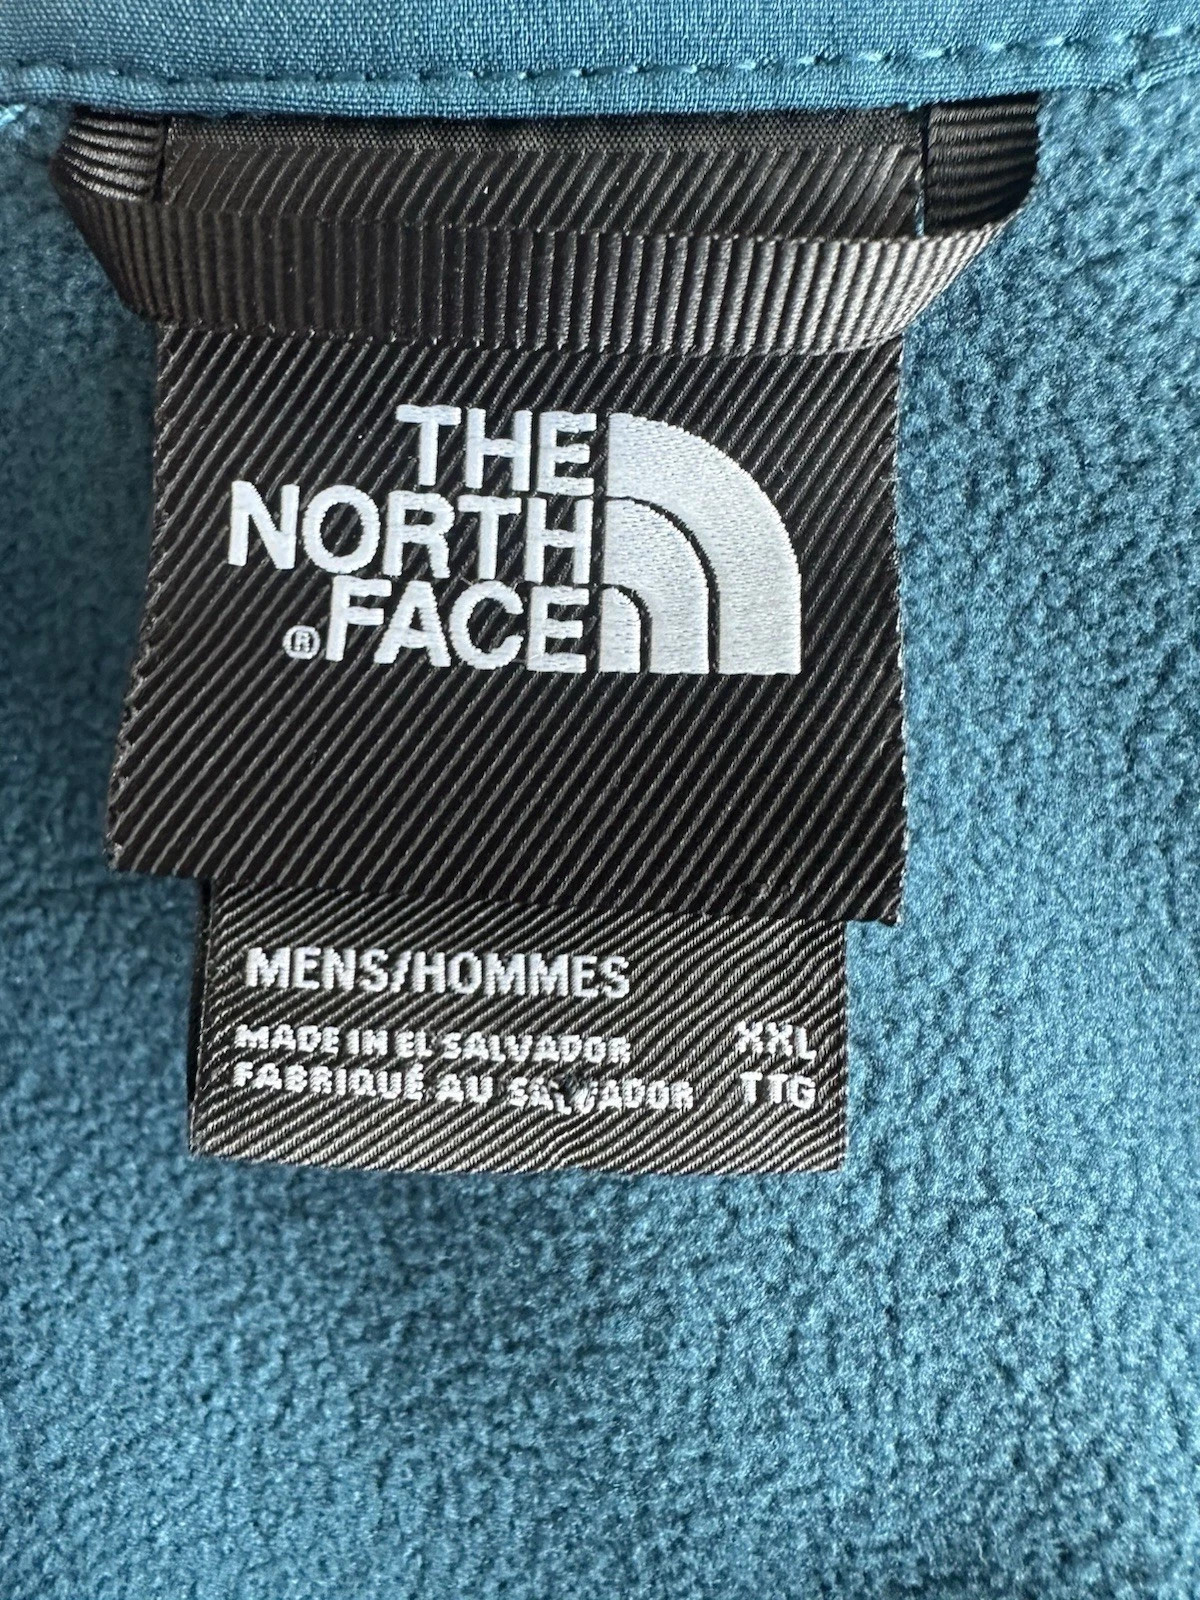 THE
NORTH
®FACE
MENS/HOMMES
MADE IN EL SALVADOR XXL
FABRIQUÉ AU SALVADOR TTG